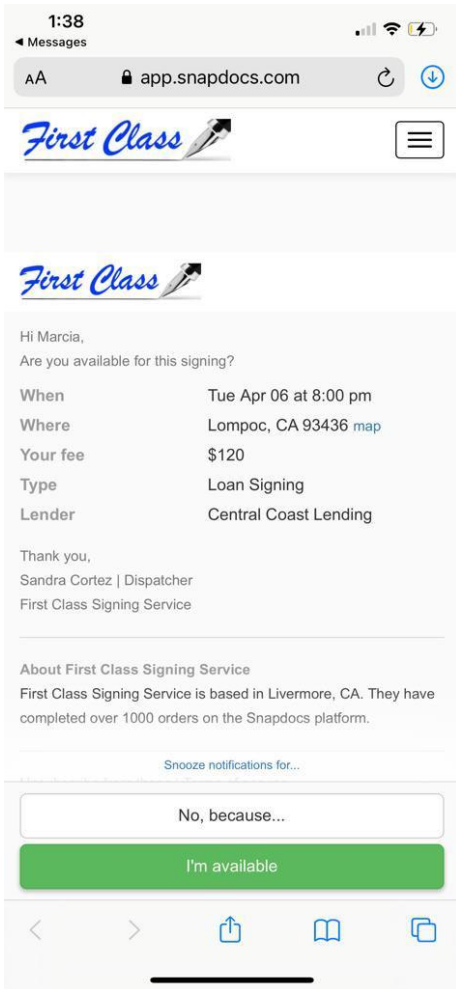 1:38
◀ Messages
AA app.snapdocs.com
First Class
First Class
Hi Marcia,
Are you available for this signing?
When Tue Apr 06 at 8:00 pm
Where Lompoc, CA 93436 map
Your fee $120
Type Loan Signing
Lender Central Coast Lending
Thank you,
Sandra Cortez | Dispatcher
First Class Signing Service
About First Class Signing Service
First Class Signing Service is based in Livermore, CA. They have
completed over 1000 orders on the Snapdocs platform.
Snooze notifications for...
No, because...
I'm available